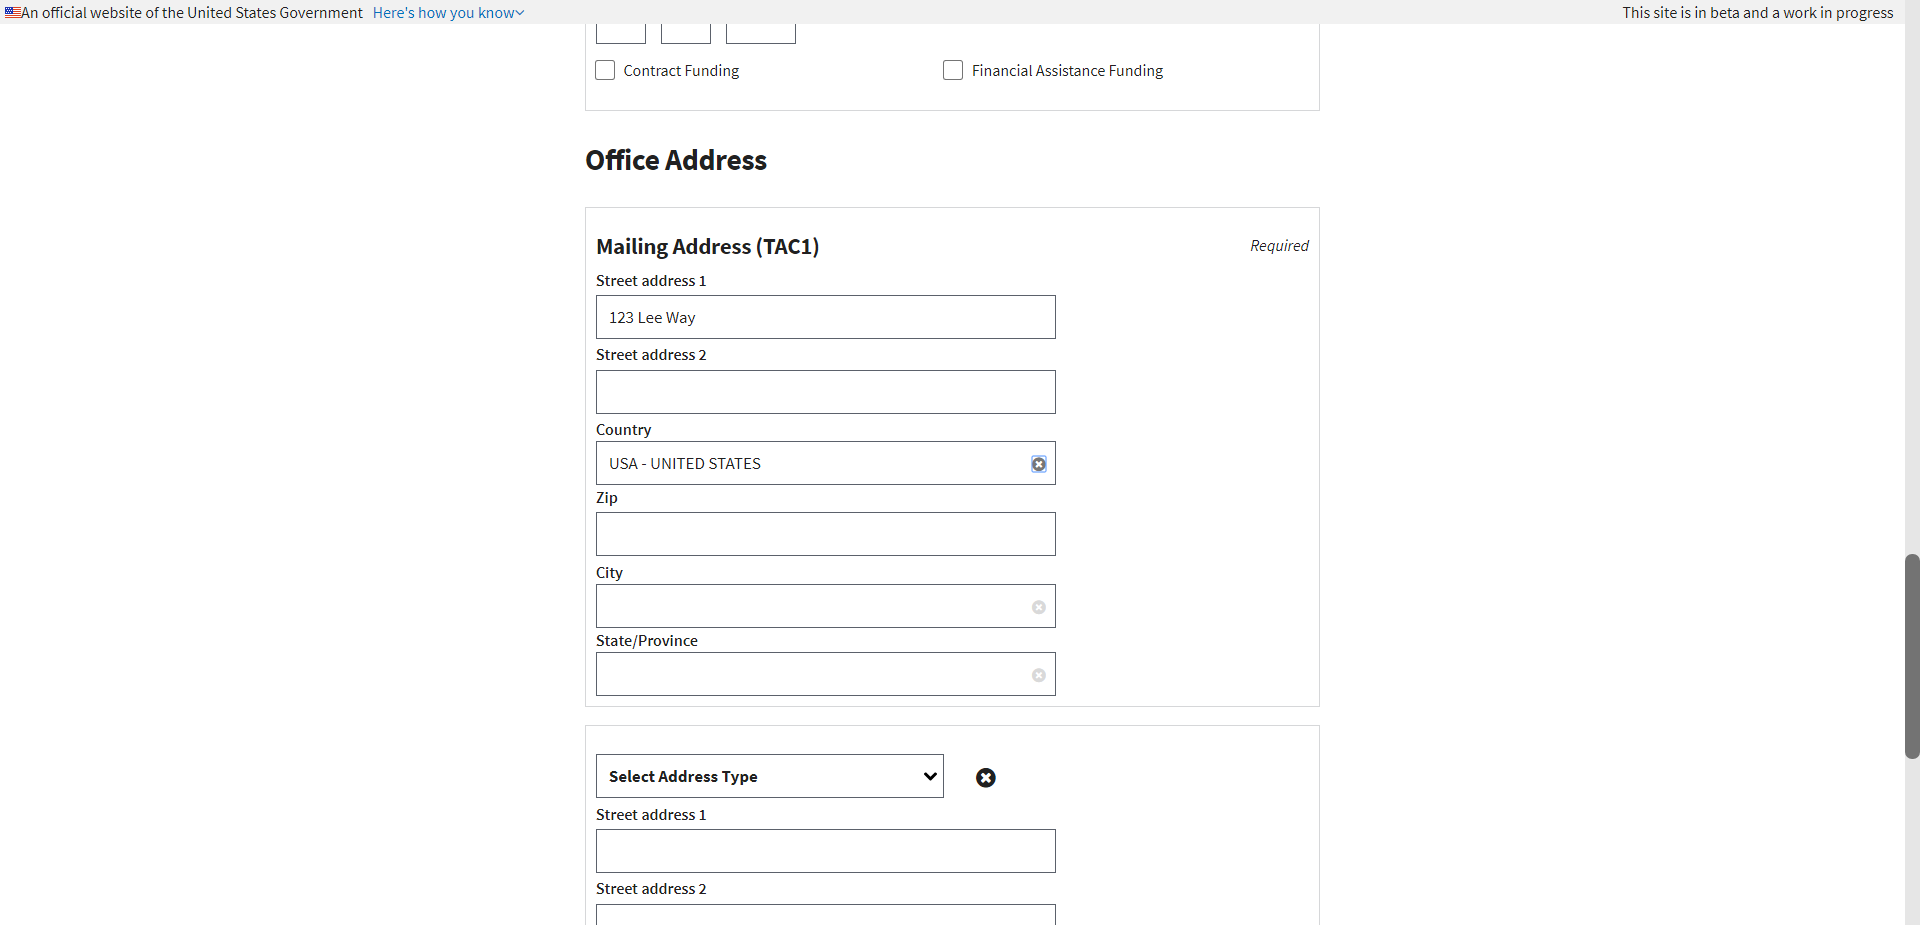 An official website of the United States Government Here's how you know
This site is in beta and a work in progress
Contract Funding
Financial Assistance Funding
Office Address
Mailing Address (TAC1)
Required
Street address 1
123 Lee Way
Street address 2
Country
USA - UNITED STATES
Zip
City
State/Province
Select Address Type
Street address 1
Street address 2